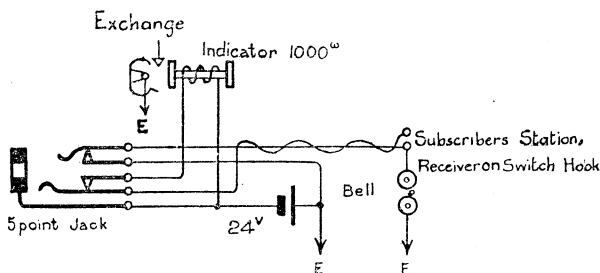 Exchange
Indicator 1000ω
E
Subscribers Station,
Receiver on Switch Hook
Bell
5 point Jack
24V
E
E